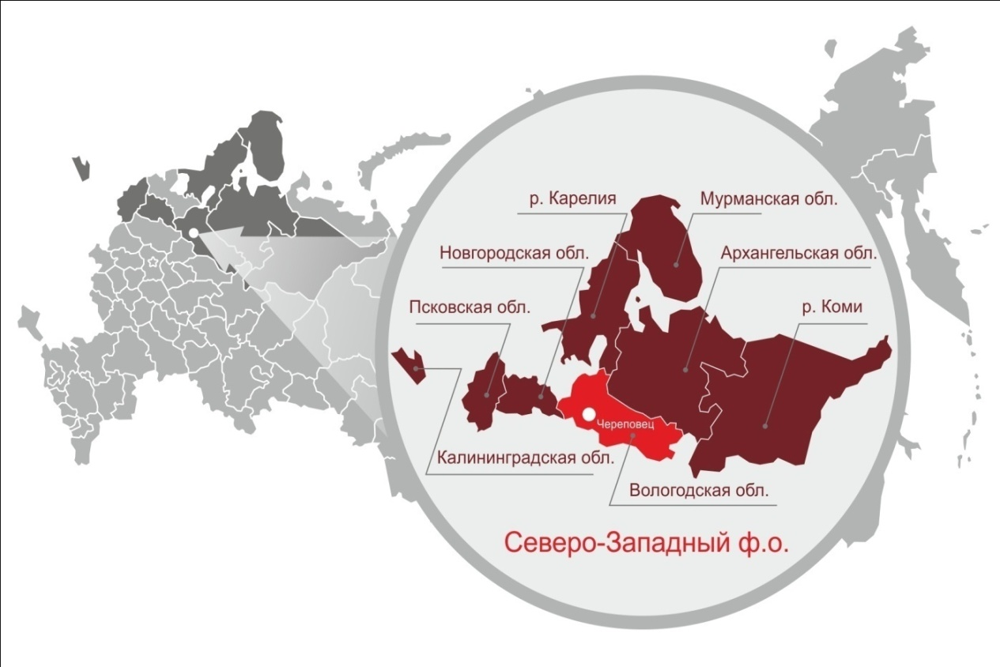 р. Карелия
Мурманская обл.
Новгородская обл.
Архангельская обл.
Псковская обл.
р. Коми
Череповец
Калининградская обл.
Вологодская обл.
Северо-Западный ф.о.